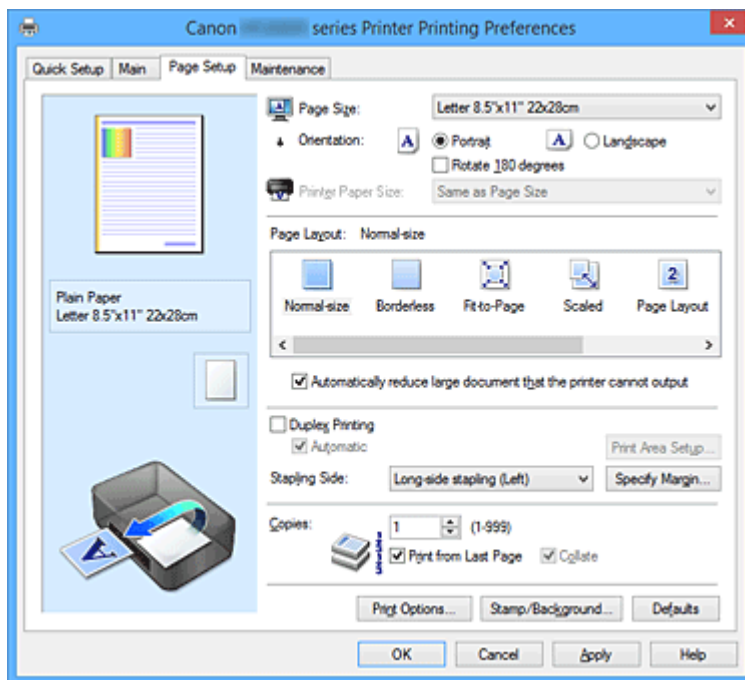 Canon series Printer Printing Preferences
Quick Setup Main Page Setup Maintenance
Page Size: Letter 8.5"x11" 22x28cm
Orientation: A Portrait A Landscape
Rotate 180 degrees
Printer Paper Size: Same as Page Size
Page Layout: Normal-size
2
Normal-size Borderless Fit-to-Page Scaled Page Layout
Plain Paper
Letter 8.5"x11" 22x28cm
Automatically reduce large document that the printer cannot output
Duplex Printing
Automatic Print Area Setup...
Stapling Side: Long-side stapling (Left) Specify Margin...
Copies: 1 (1-999)
Print from Last Page Collate
A
Print Options... Stamp/Background... Defaults
OK Cancel Apply Help